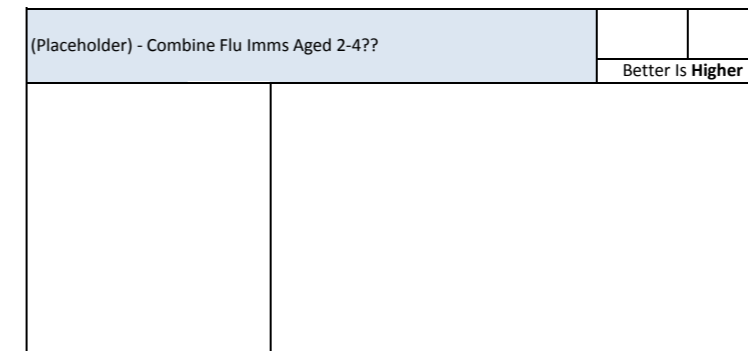 (Placeholder) - Combine Flu Imms Aged 2-4??
Better Is Higher